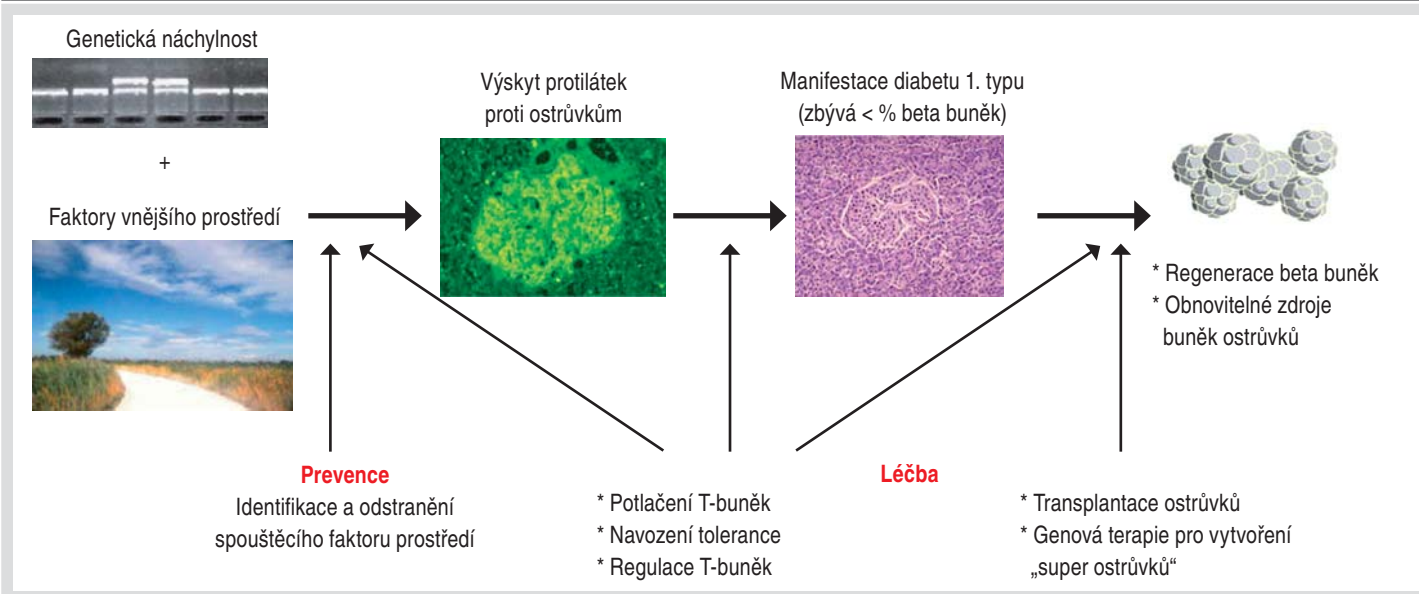 Genetická náchylnost
+
Faktory vnějšího prostředí
Výskyt protilátek
proti ostrůvkům
Manifestace diabetu 1. typu
(zbývá < % beta buněk)
* Regenerace beta buněk
* Obnovitelné zdroje
buněk ostrůvků
Prevence
Identifikace a odstranění
spouštěcího faktoru prostředí
* Potlačení T-buněk
* Navození tolerance
* Regulace T-buněk
Léčba
* Transplantace ostrůvků
* Genová terapie pro vytvoření
„super ostrůvků“